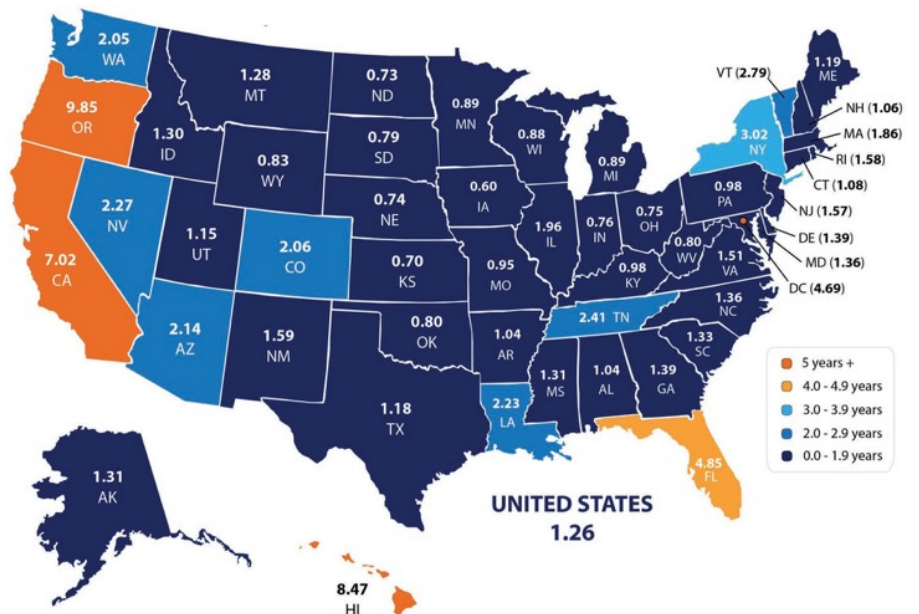 2.05
WA
9.85
OR
7.02
CA
2.27
NV
1.30
ID
1.28
MT
0.83
WY
1.15
UT
2.06
CO
2.14
AZ
1.59
NM
0.73
ND
0.79
SD
0.74
NE
0.70
KS
0.80
OK
1.18
TX
0.89
MN
0.60
IA
0.95
MO
1.04
AR
2.23
LA
0.88
WI
1.96
IL
0.89
MI
0.76
IN
0.75
OH
0.98
KY
2.41 TN
1.31
MS
1.04
AL
1.39
GA
4.85
FL
1.33
SC
1.36
NC
1.51
VA
0.80
WV
0.98
PA
3.02
NY
1.19
ME
VT (2.79)
NH (1.06)
MA (1.86)
RI (1.58)
CT (1.08)
NJ (1.57)
DE (1.39)
MD (1.36)
DC (4.69)
1.31
AK
8.47
HI
UNITED STATES
1.26
5 years +
4.0 - 4.9 years
3.0 - 3.9 years
2.0 - 2.9 years
0.0 - 1.9 years